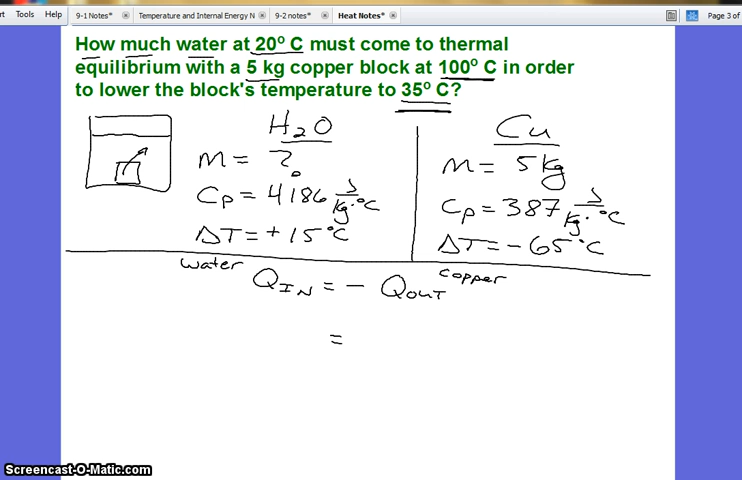 rt Tools Help 9-1 Notes* Temperature and Internal Energy N 9-2 notes* Heat Notes* Page 3 of
How much water at 20° C must come to thermal
equilibrium with a 5 kg copper block at 100° C in order
to lower the block's temperature to 35° C?
H₂O
m = ?
Cp = 4186 J/kg·°C
ΔT = +15°C
Cu
m = 5kg
Cp = 387 J/kg·°C
ΔT = -65°C
water copper
QIN = - QOUT
=
Screencast-O-Matic.com